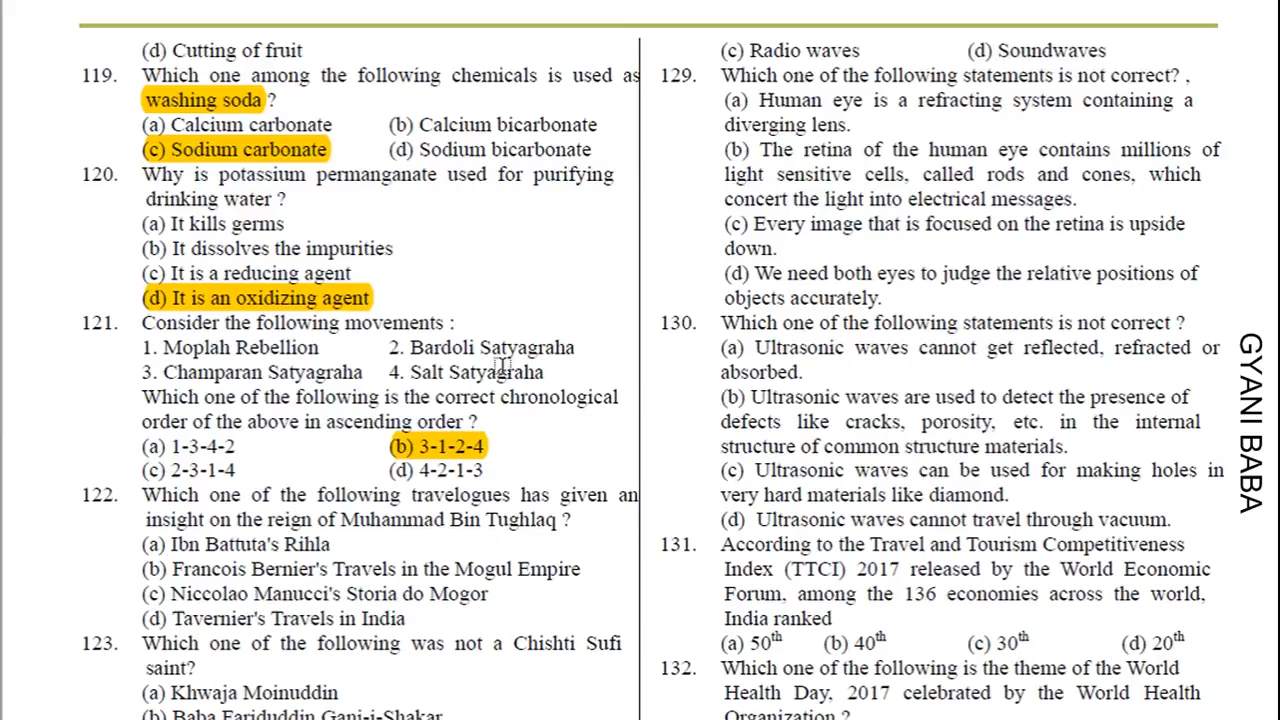 (d) Cutting of fruit
119. Which one among the following chemicals is used as
washing soda ?
(a) Calcium carbonate (b) Calcium bicarbonate
(c) Sodium carbonate (d) Sodium bicarbonate
120. Why is potassium permanganate used for purifying
drinking water ?
(a) It kills germs
(b) It dissolves the impurities
(c) It is a reducing agent
(d) It is an oxidizing agent
121. Consider the following movements :
1. Moplah Rebellion 2. Bardoli Satyagraha
3. Champaran Satyagraha 4. Salt Satyagraha
Which one of the following is the correct chronological
order of the above in ascending order ?
(a) 1-3-4-2 (b) 3-1-2-4
(c) 2-3-1-4 (d) 4-2-1-3
122. Which one of the following travelogues has given an
insight on the reign of Muhammad Bin Tughlaq ?
(a) Ibn Battuta's Rihla
(b) Francois Bernier's Travels in the Mogul Empire
(c) Niccolao Manucci's Storia do Mogor
(d) Tavernier's Travels in India
123. Which one of the following was not a Chishti Sufi
saint?
(a) Khwaja Moinuddin
(b) Baba Fariduddin Ganj-i-Shakar
(c) Radio waves (d) Soundwaves
129. Which one of the following statements is not correct? ,
(a) Human eye is a refracting system containing a
diverging lens.
(b) The retina of the human eye contains millions of
light sensitive cells, called rods and cones, which
concert the light into electrical messages.
(c) Every image that is focused on the retina is upside
down.
(d) We need both eyes to judge the relative positions of
objects accurately.
130. Which one of the following statements is not correct ?
(a) Ultrasonic waves cannot get reflected, refracted or
absorbed.
(b) Ultrasonic waves are used to detect the presence of
defects like cracks, porosity, etc. in the internal
structure of common structure materials.
(c) Ultrasonic waves can be used for making holes in
very hard materials like diamond.
(d) Ultrasonic waves cannot travel through vacuum.
131. According to the Travel and Tourism Competitiveness
Index (TTCI) 2017 released by the World Economic
Forum, among the 136 economies across the world,
India ranked
(a) 50th (b) 40th (c) 30th (d) 20th
132. Which one of the following is the theme of the World
Health Day, 2017 celebrated by the World Health
Organization ?
GYANI BABA